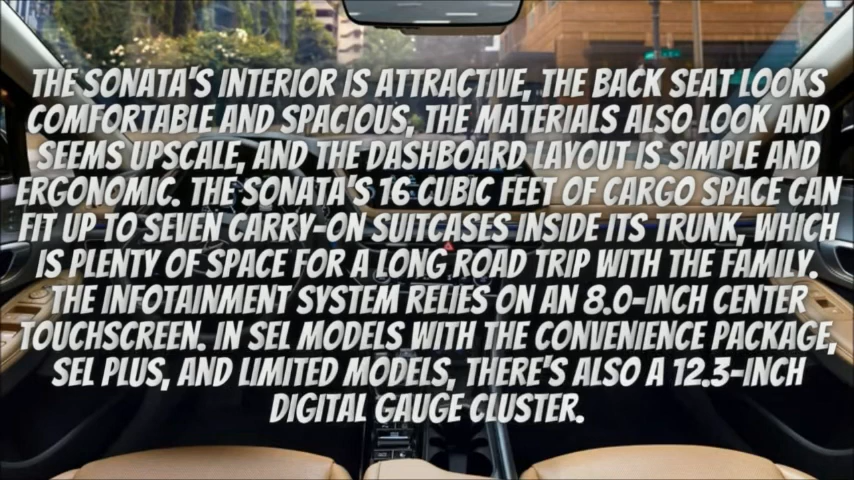 THE SONATA'S INTERIOR IS ATTRACTIVE, THE BACK SEAT LOOKS
COMFORTABLE AND SPACIOUS, THE MATERIALS ALSO LOOK AND
SEEMS UPSCALE, AND THE DASHBOARD LAYOUT IS SIMPLE AND
ERGONOMIC. THE SONATA'S 16 CUBIC FEET OF CARGO SPACE CAN
FIT UP TO SEVEN CARRY-ON SUITCASES INSIDE ITS TRUNK, WHICH
IS PLENTY OF SPACE FOR A LONG ROAD TRIP WITH THE FAMILY.
THE INFOTAINMENT SYSTEM RELIES ON AN 8.0-INCH CENTER
TOUCHSCREEN. IN SEL MODELS WITH THE CONVENIENCE PACKAGE,
SEL PLUS, AND LIMITED MODELS, THERE'S ALSO A 12.3-INCH
DIGITAL GAUGE CLUSTER.